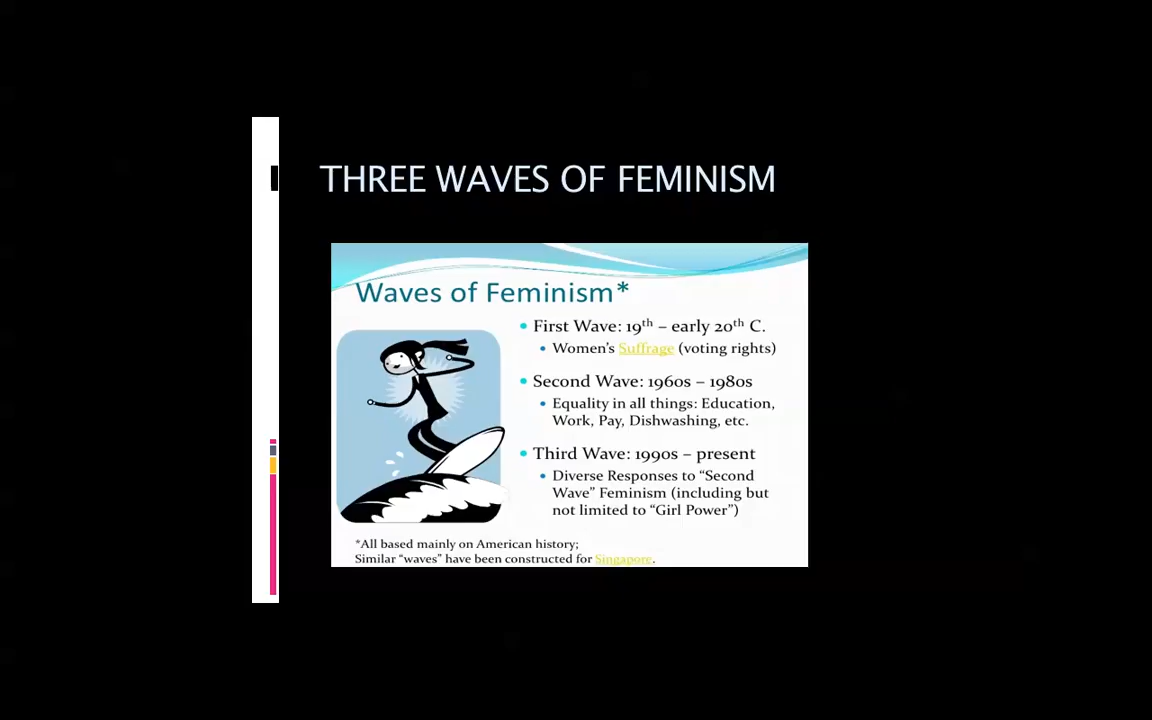 THREE WAVES OF FEMINISM
Waves of Feminism*
• First Wave: 19th – early 20th C.
• Women's Suffrage (voting rights)
• Second Wave: 1960s – 1980s
• Equality in all things: Education,
Work, Pay, Dishwashing, etc.
• Third Wave: 1990s – present
• Diverse Responses to “Second
Wave” Feminism (including but
not limited to “Girl Power”)
*All based mainly on American history;
Similar “waves” have been constructed for Singapore.